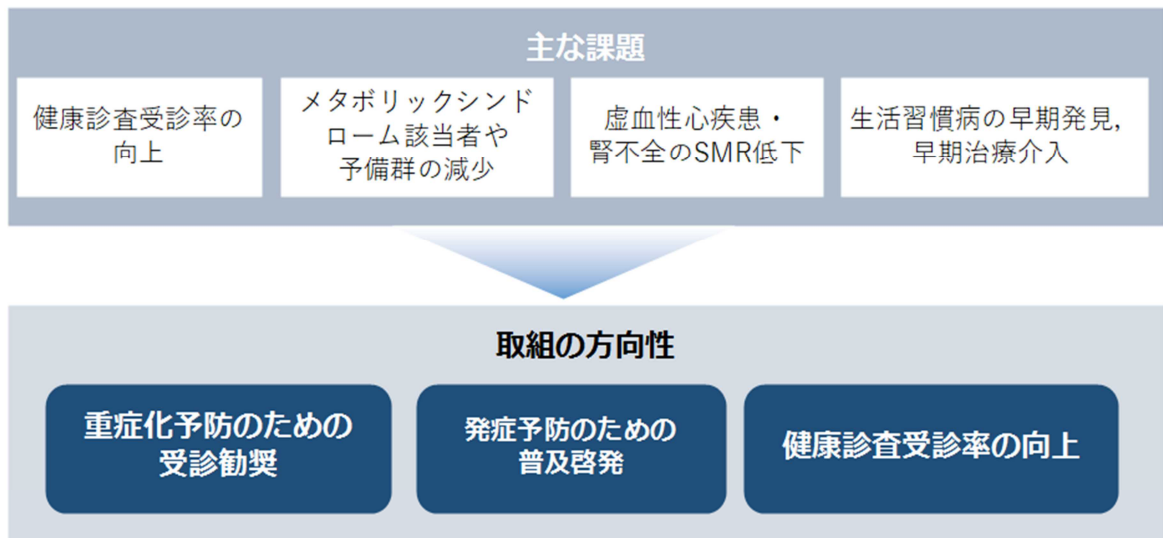 主な課題
健康診査受診率の
向上
メタボリックシンド
ローム該当者や
予備群の減少
虚血性心疾患・
腎不全のSMR低下
生活習慣病の早期発見,
早期治療介入
取組の方向性
重症化予防のための
受診勧奨
発症予防のための
普及啓発
健康診査受診率の向上